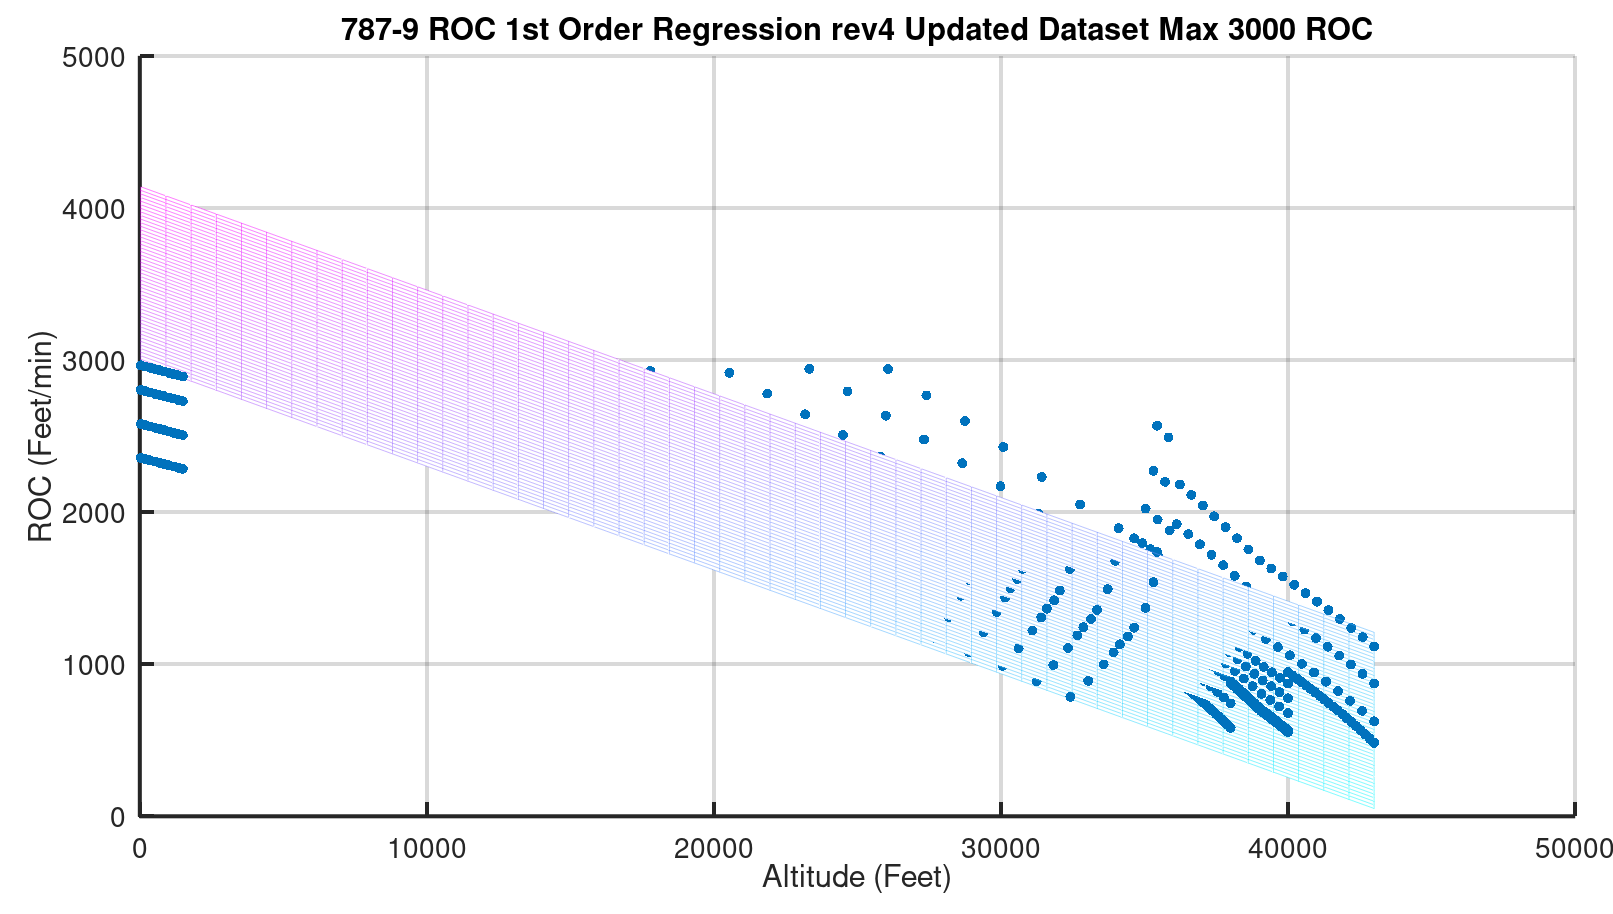 787-9 ROC 1st Order Regression rev4 Updated Dataset Max 3000 ROC
5000
4000
3000
2000
1000
0
ROC (Feet/min)
0 10000 20000 30000 40000 50000
Altitude (Feet)